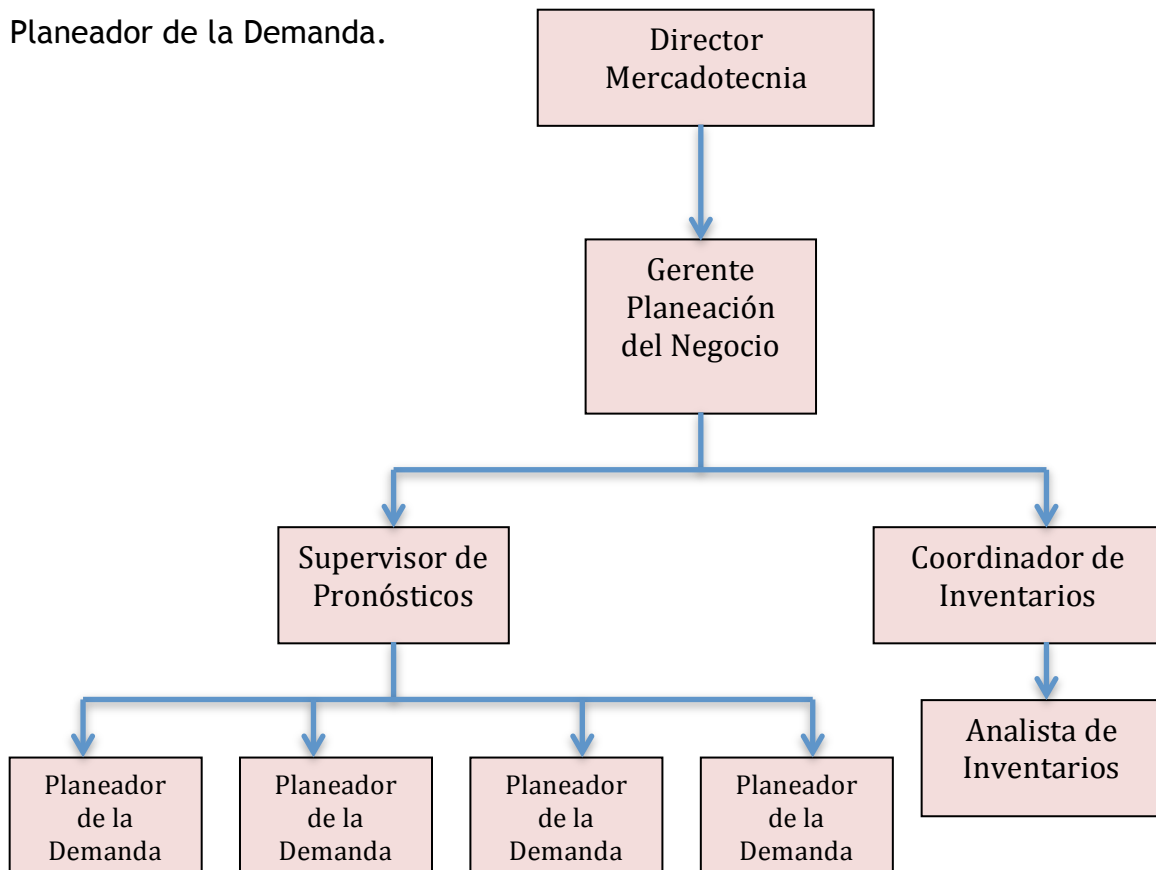 Planeador de la Demanda.
Director
Mercadotecnia
Gerente
Planeación
del Negocio
Supervisor de
Pronósticos
Coordinador de
Inventarios
Analista de
Inventarios
Planeador
de la
Demanda
Planeador
de la
Demanda
Planeador
de la
Demanda
Planeador
de la
Demanda